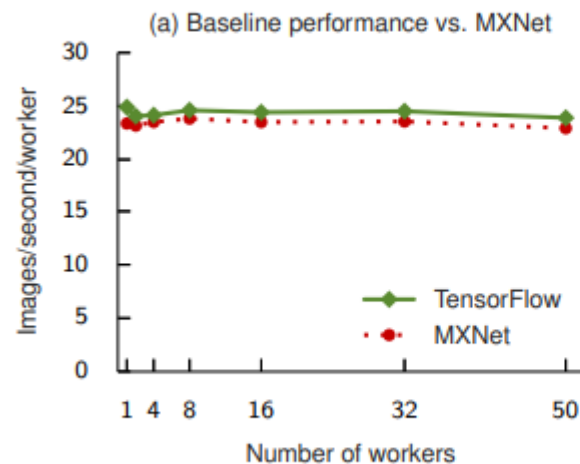 (a) Baseline performance vs. MXNet
Images/second/worker
30
25
20
15
10
5
0
TensorFlow
MXNet
1 4 8 16 32 50
Number of workers